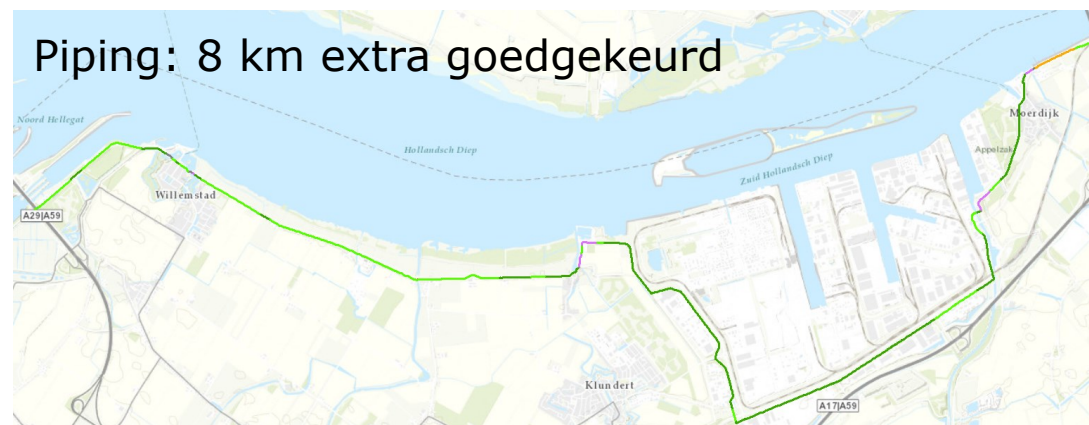 Piping: 8 km extra goedgekeurd
Noord Hellegat
Hollandsch Diep
Moerdijk
Appelzak
Zuid Hollandsch Diep
Willemstad
A29|A59
Klundert
A17|A59